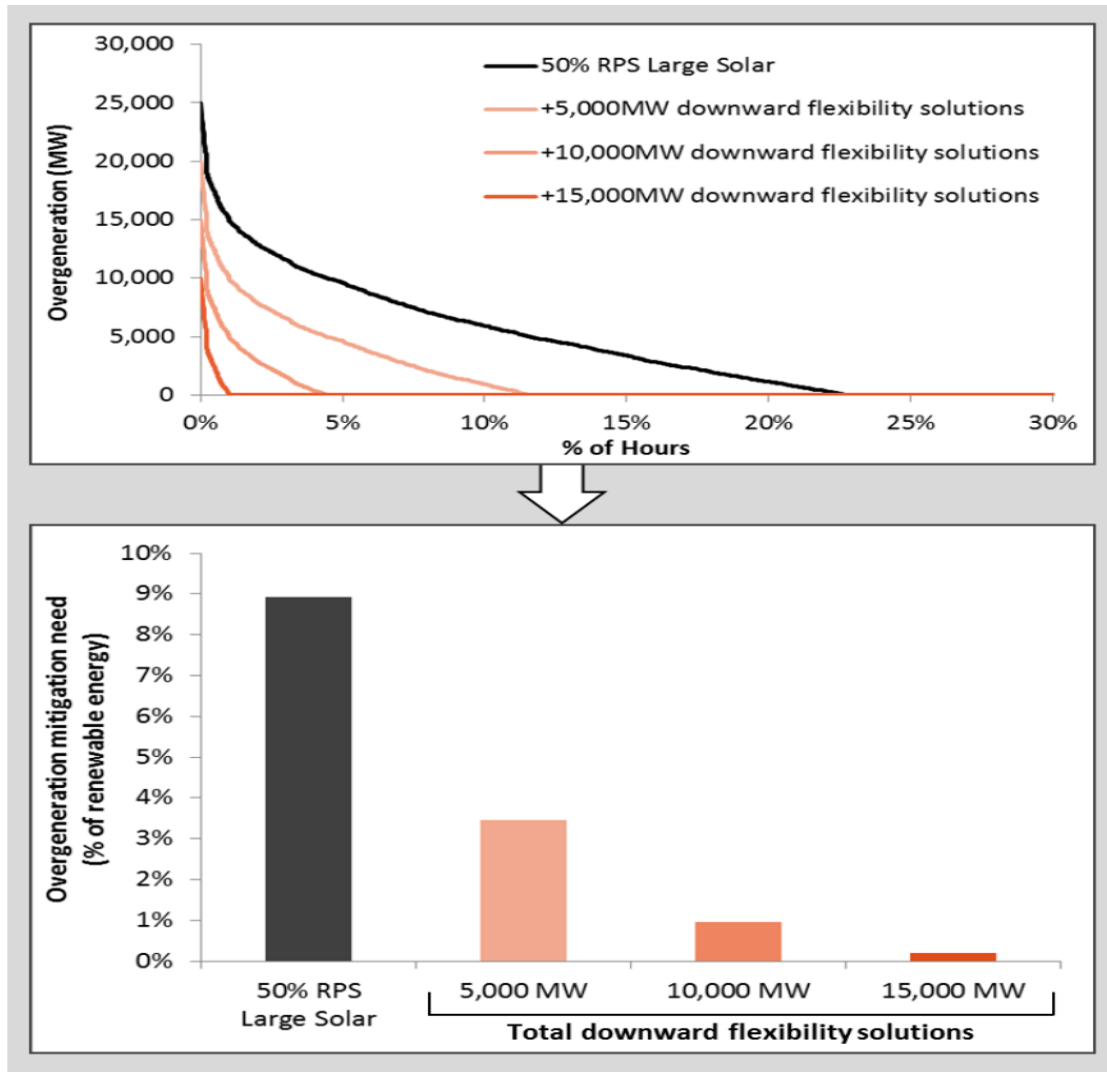 30,000
25,000
20,000
15,000
10,000
5,000
0
Overgeneration (MW)
50% RPS Large Solar
+5,000MW downward flexibility solutions
+10,000MW downward flexibility solutions
+15,000MW downward flexibility solutions
0% 5% 10% 15% 20% 25% 30%
% of Hours
10%
9%
8%
7%
6%
5%
4%
3%
2%
1%
0%
Overgeneration mitigation need
(% of renewable energy)
50% RPS
Large Solar
5,000 MW 10,000 MW 15,000 MW
Total downward flexibility solutions